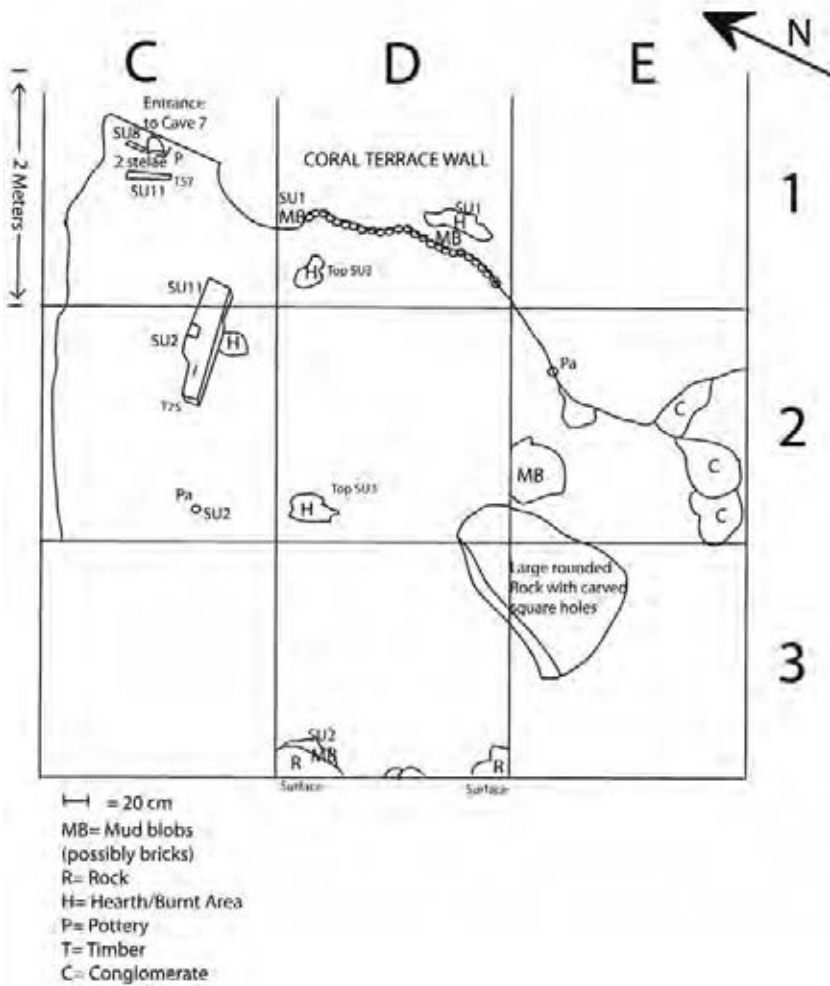 N
C
D
E
2 Meters
Entrance
to Cave 7
SU8
P
2 stelae
T57
SU11
CORAL TERRACE WALL
SU1
MB
SU1
H
MB
H
Top SU3
1
SU11
SU2
H
T75
Pa
SU2
Top SU3
H
Pa
C
C
C
MB
2
Large rounded
Rock with carved
square holes
3
SU2
MB
R
R
Surface
Surface
= 20 cm
MB= Mud blobs
(possibly bricks)
R= Rock
H= Hearth/Burnt Area
P= Pottery
T= Timber
C= Conglomerate